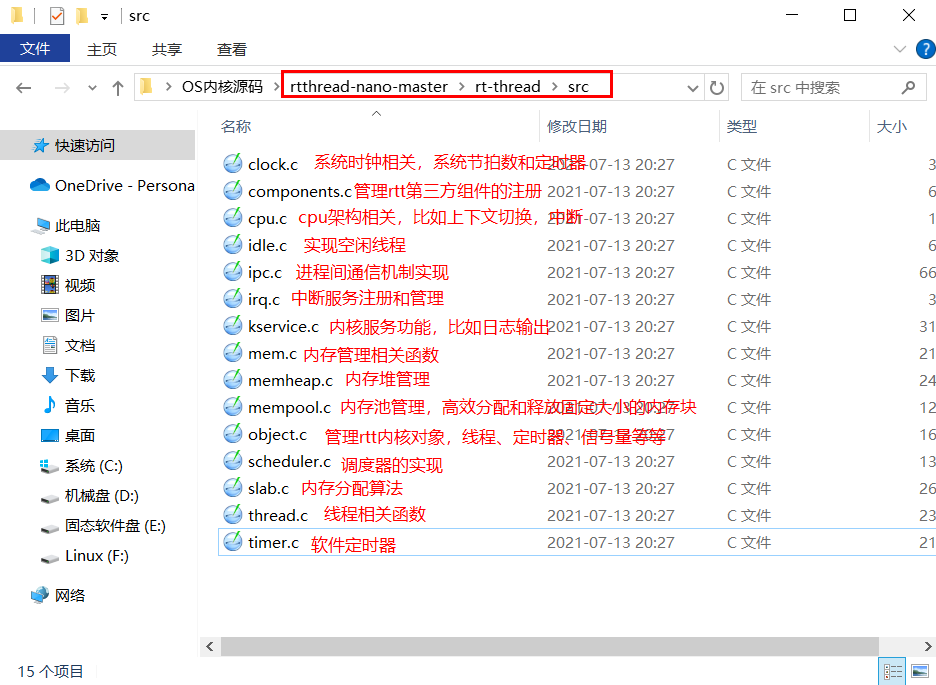 src
文件 主页 共享 查看
OS内核源码 rtthread-nano-master rt-thread src 在 src 中搜索
名称 修改日期 类型 大小
快速访问
OneDrive - Persona
此电脑
3D 对象
视频
图片
文档
下载
音乐
桌面
系统 (C:)
机械盘 (D:)
固态软件盘 (E:)
Linux (F:)
网络
clock.c 系统时钟相关，系统节拍数和定时器 2021-07-13 20:27 C 文件 3
components.c 管理rtt第三方组件的注册 2021-07-13 20:27 C 文件 6
cpu.c cpu架构相关，比如上下文切换，中断 2021-07-13 20:27 C 文件 1
idle.c 实现空闲线程 2021-07-13 20:27 C 文件 6
ipc.c 进程间通信机制实现 2021-07-13 20:27 C 文件 66
irq.c 中断服务注册和管理 2021-07-13 20:27 C 文件 3
kservice.c 内核服务功能，比如日志输出 2021-07-13 20:27 C 文件 31
mem.c 内存管理相关函数 2021-07-13 20:27 C 文件 21
memheap.c 内存堆管理 2021-07-13 20:27 C 文件 24
mempool.c 内存池管理，高效分配和释放固定大小的内存块 2021-07-13 20:27 C 文件 12
object.c 管理rtt内核对象，线程、定时器、信号量等等 2021-07-13 20:27 C 文件 16
scheduler.c 调度器的实现 2021-07-13 20:27 C 文件 13
slab.c 内存分配算法 2021-07-13 20:27 C 文件 26
thread.c 线程相关函数 2021-07-13 20:27 C 文件 23
timer.c 软件定时器 2021-07-13 20:27 C 文件 21
15 个项目